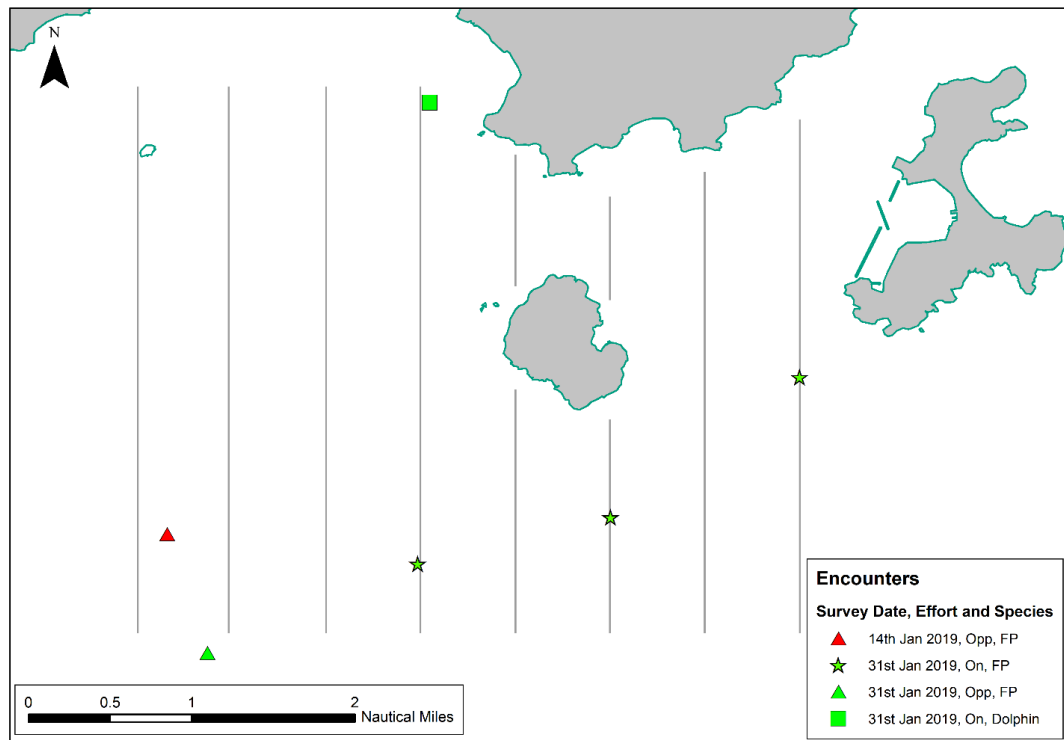 N
Encounters
Survey Date, Effort and Species
14th Jan 2019, Opp, FP
31st Jan 2019, On, FP
31st Jan 2019, Opp, FP
31st Jan 2019, On, Dolphin
0 0.5 1 2
Nautical Miles